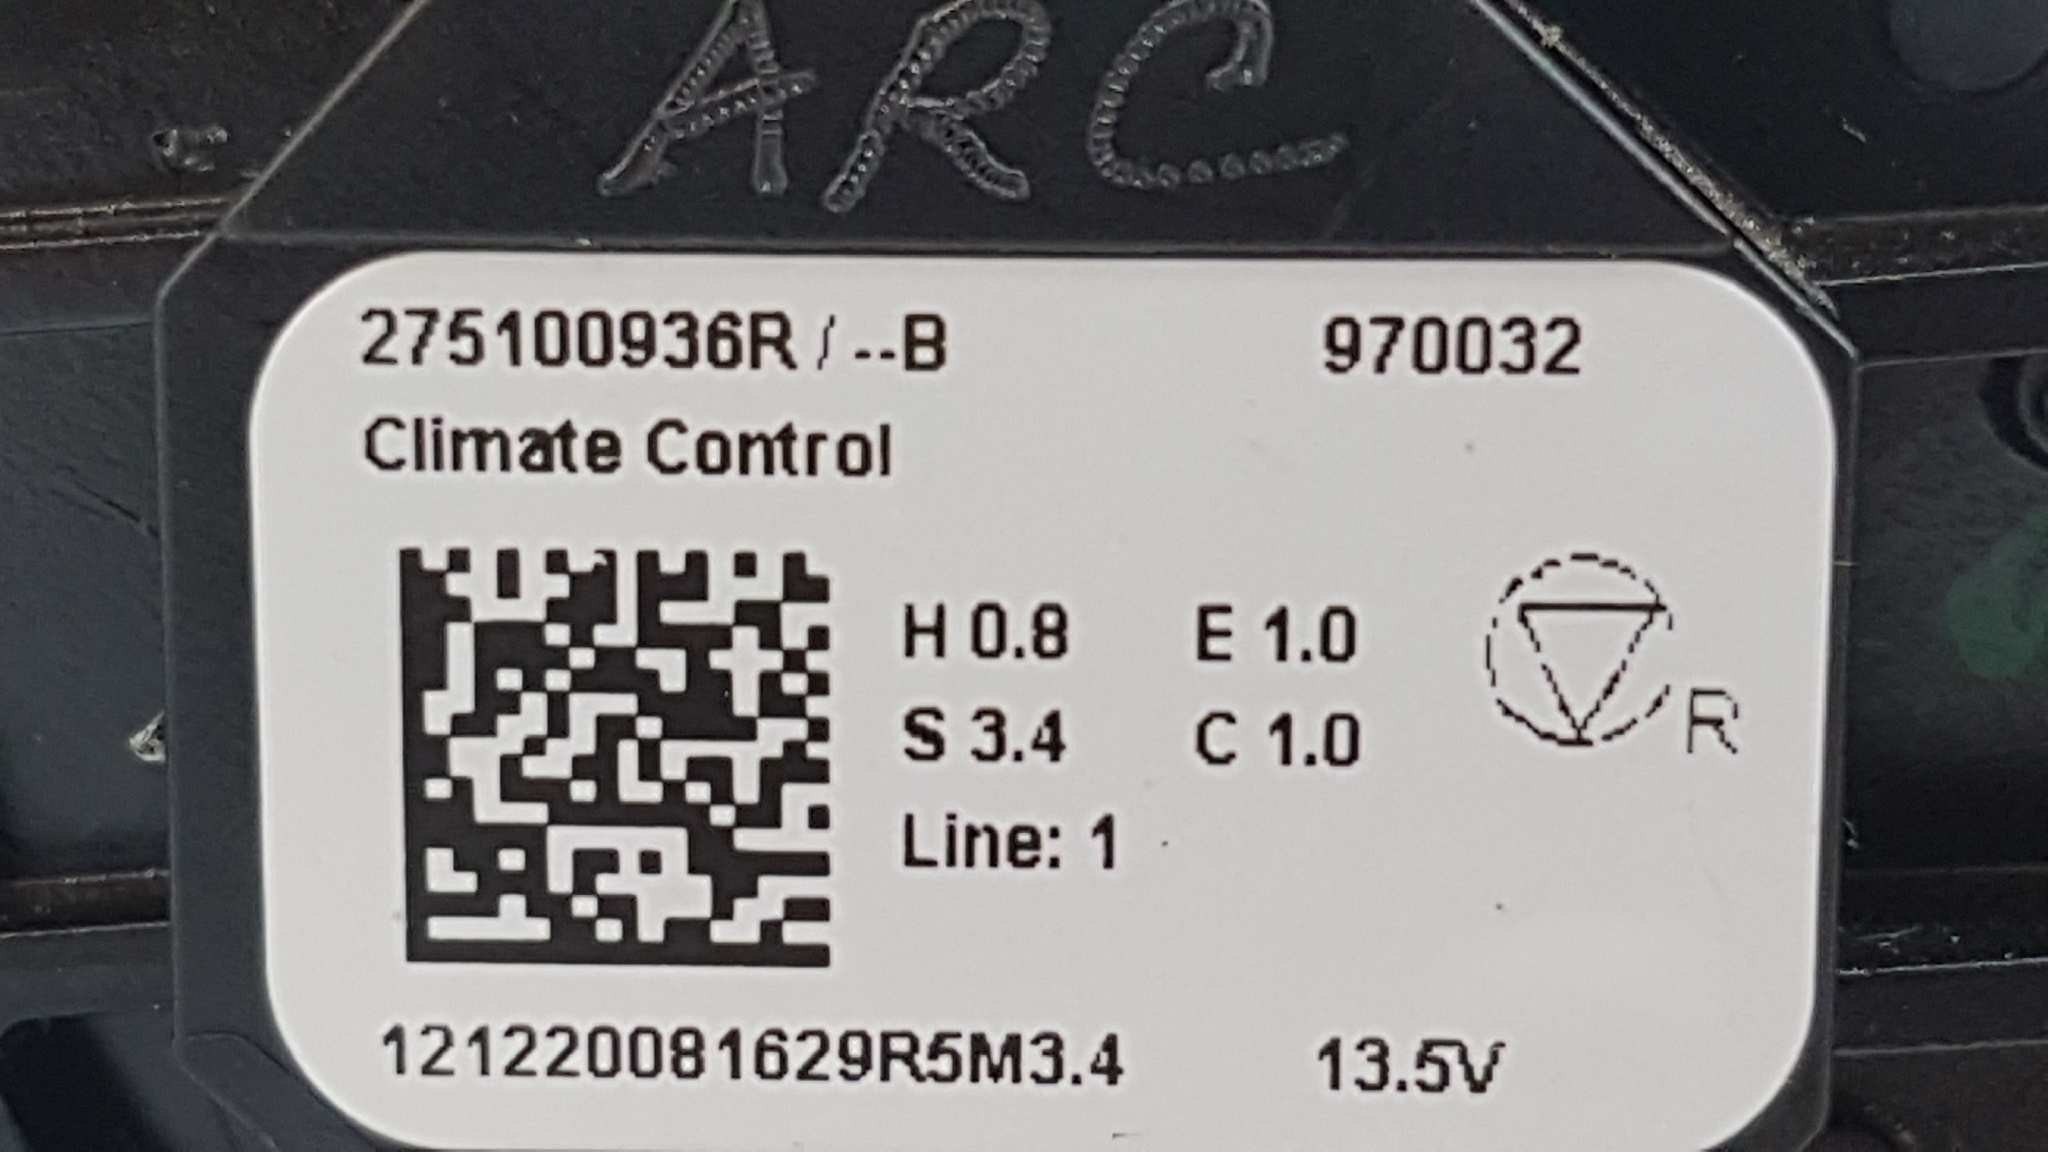 ARC
275100936R / --B 970032
Climate Control
H 0.8 E 1.0
S 3.4 C 1.0
R
Line: 1
121220081629R5M3.4 13.5V